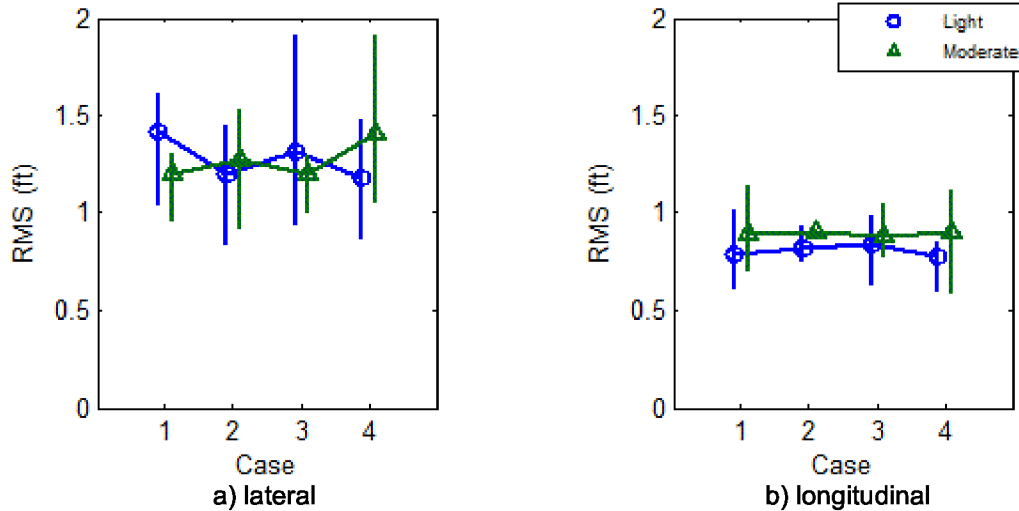 2
1.5
1
0.5
0
RMS (ft)
1 2 3 4
Case
a) lateral
2
1.5
1
0.5
0
RMS (ft)
1 2 3 4
Case
b) longitudinal
Light
Moderate